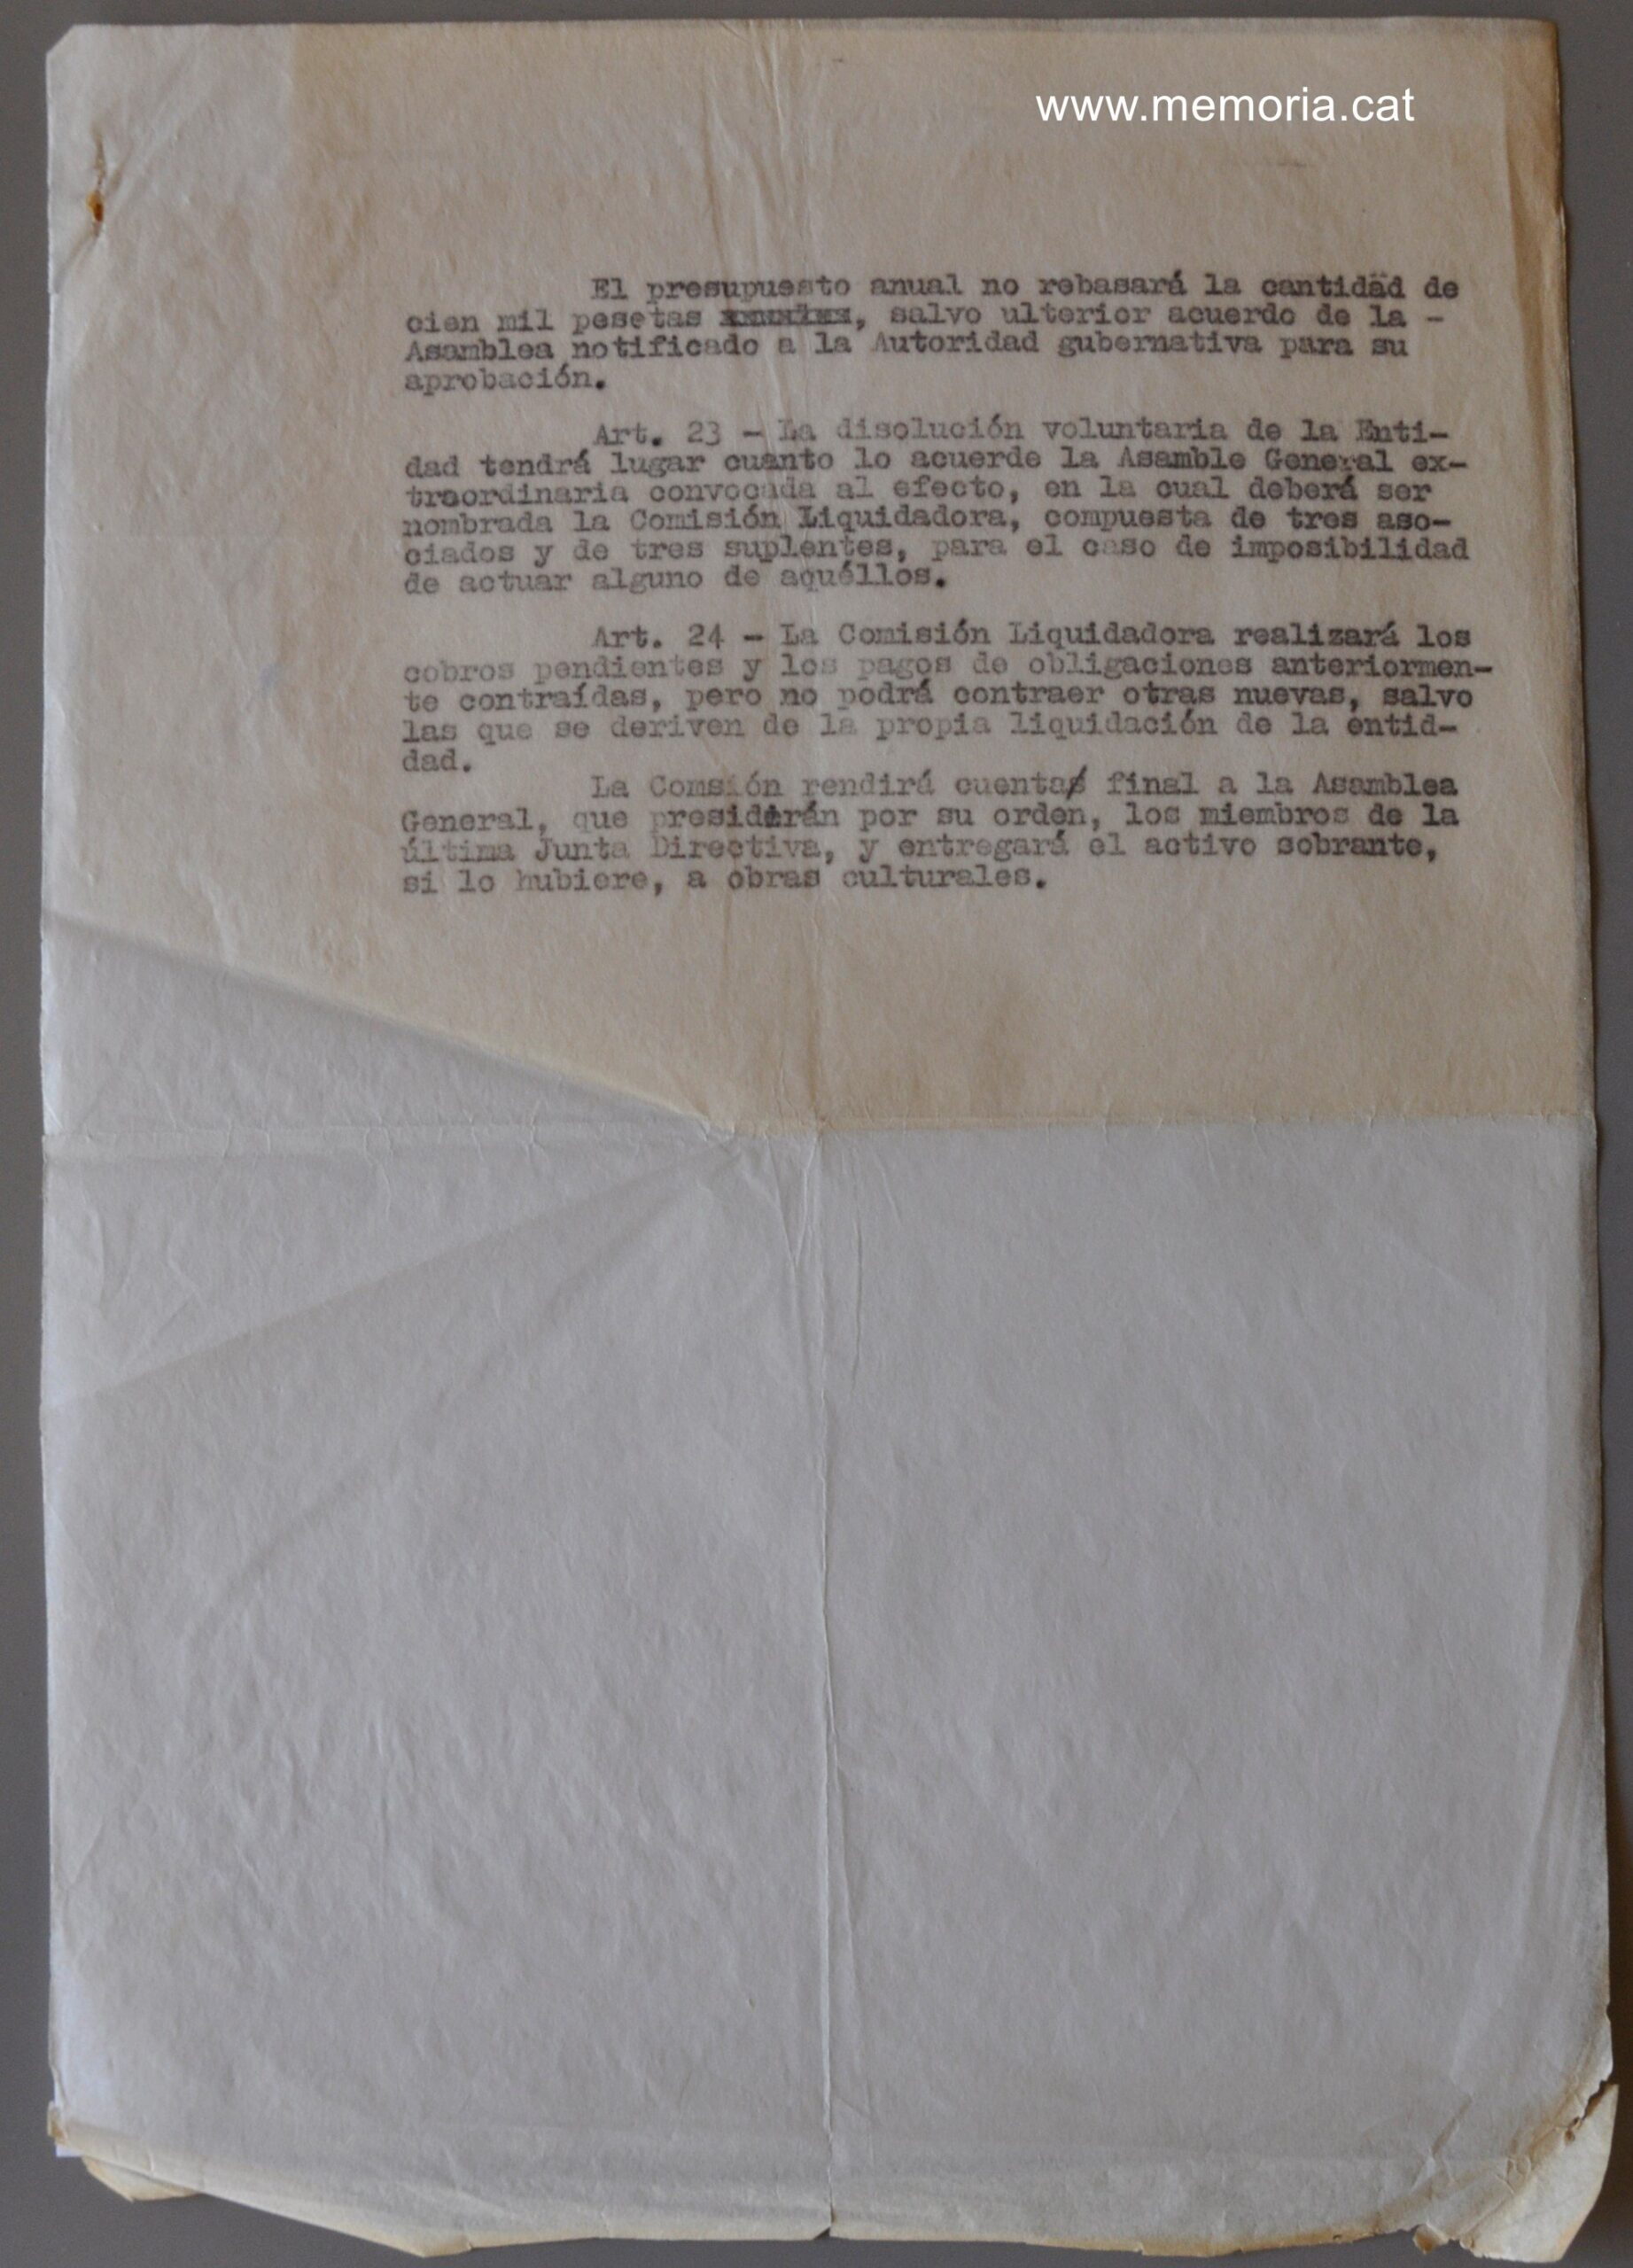 www.memoria.cat
El presupuesto anual no rebasará la cantidad de
cien mil pesetas , salvo ulterior acuerdo de la -
Asamblea notificado a la Autoridad gubernativa para su
aprobación.
Art. 23 - La disolución voluntaria de la Enti-
dad tendrá lugar cuanto lo acuerde la Asamble General ex-
traordinaria convocada al efecto, en la cual deberá ser
nombrada la Comisión Liquidadora, compuesta de tres aso-
ciados y de tres suplentes, para el caso de imposibilidad
de actuar alguno de aquéllos.
Art. 24 - La Comisión Liquidadora realizará los
cobros pendientes y los pagos de obligaciones anteriormen-
te contraídas, pero no podrá contraer otras nuevas, salvo
las que se deriven de la propia liquidación de la entid-
dad.
La Comsión rendirá cuenta final a la Asamblea
General, que presidirán por su orden, los miembros de la
última Junta Directiva, y entregará el activo sobrante,
si lo hubiere, a obras culturales.